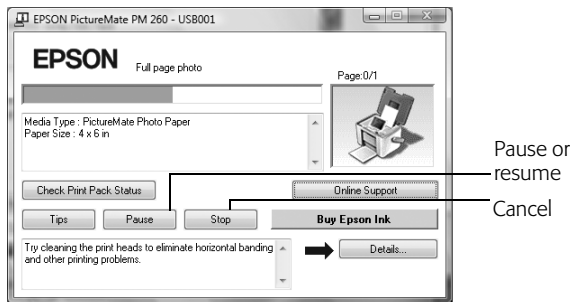 EPSON PictureMate PM 260 - USB001
EPSON
Full page photo
Page:0/1
Media Type : PictureMate Photo Paper
Paper Size : 4 x 6 in
Check Print Pack Status
Online Support
Tips
Pause
Stop
Buy Epson Ink
Try cleaning the print heads to eliminate horizontal banding
and other printing problems.
Details...
Pause or
resume
Cancel